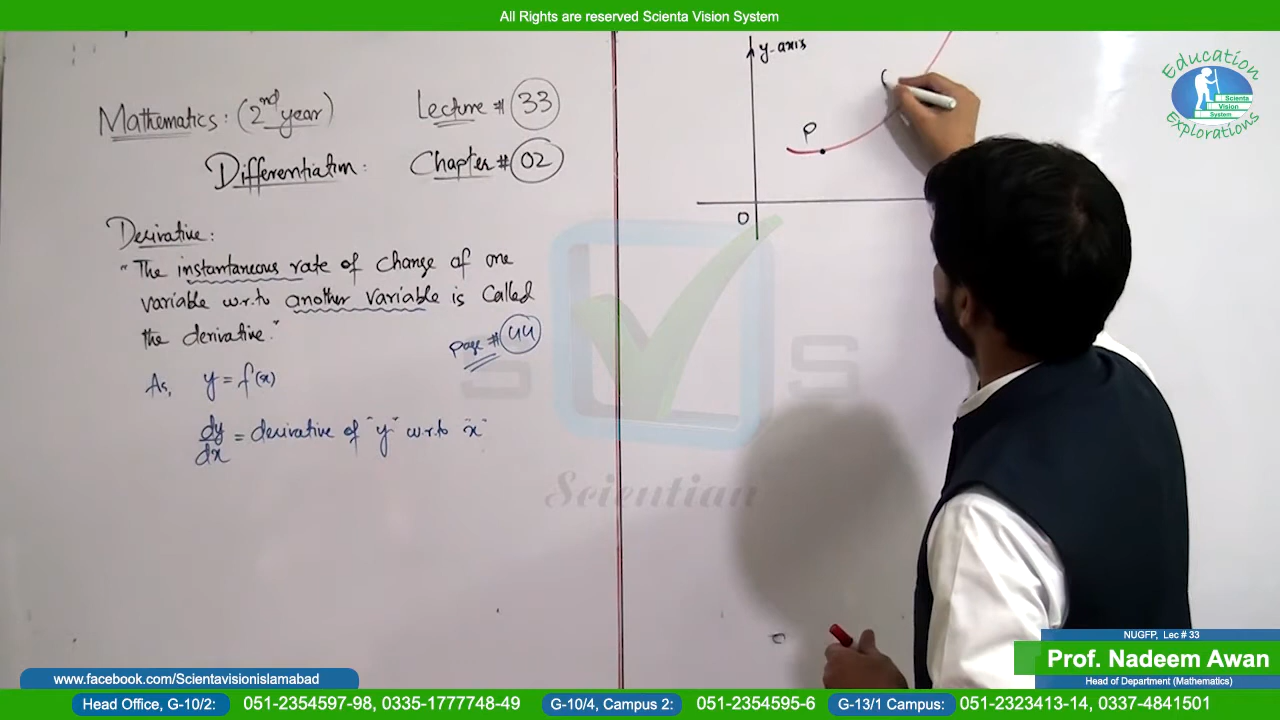 All Rights are reserved Scienta Vision System
Mathematics: (2nd year)
Lecture # 33
Differentiation:
Chapter # 02
Derivative:
"The instantaneous rate of change of one
variable w.r.to another variable is called
the derivative."
page # 44
As, y = f(x)
dy/dx = derivative of "y" w.r.to "x"
y-axis
P
O
Education
Scienta
Vision
System
Explorations
S
S
Scientian
NUGFP, Lec # 33
Prof. Nadeem Awan
Head of Department (Mathematics)
www.facebook.com/Scientavisionislamabad
Head Office, G-10/2: 051-2354597-98, 0335-1777748-49 G-10/4, Campus 2: 051-2354595-6 G-13/1 Campus: 051-2323413-14, 0337-4841501